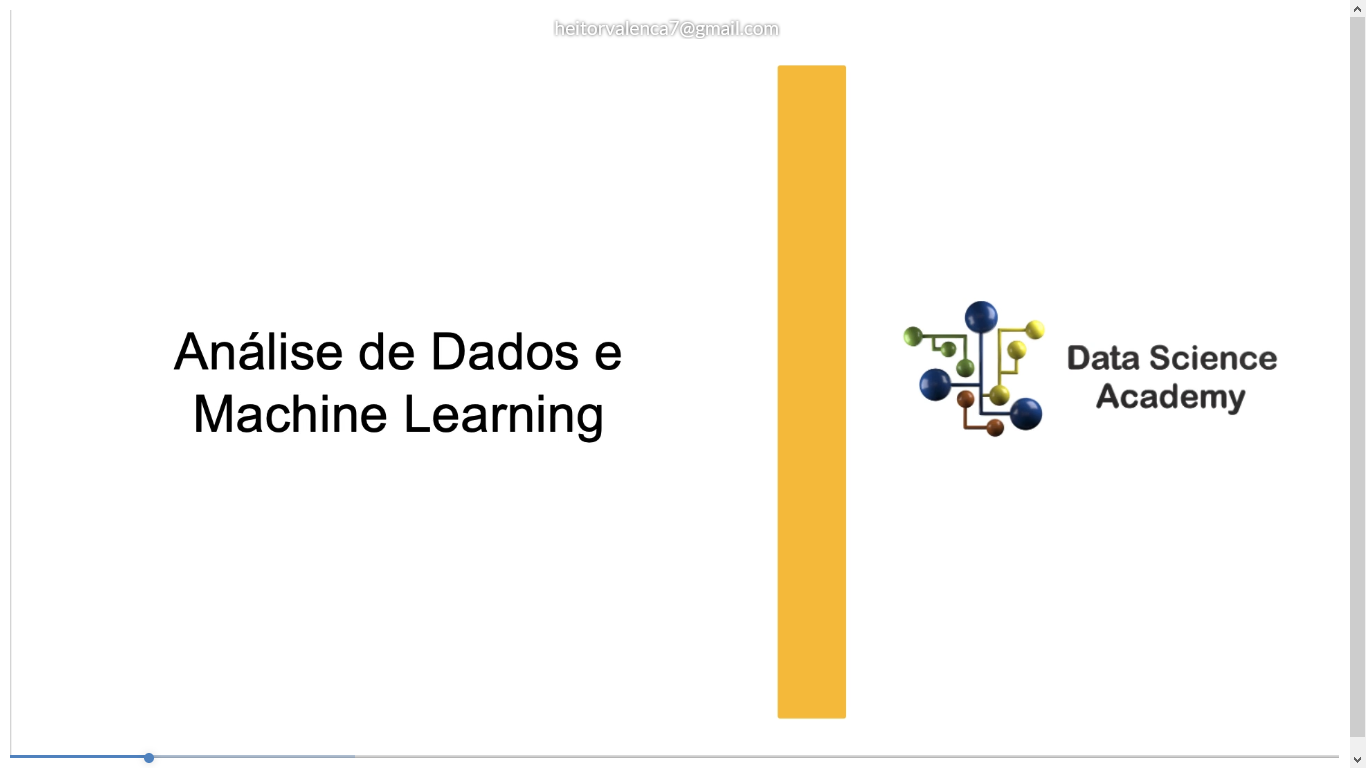 heitorvalenca7@gmail.com
Análise de Dados e
Machine Learning
Data Science
Academy